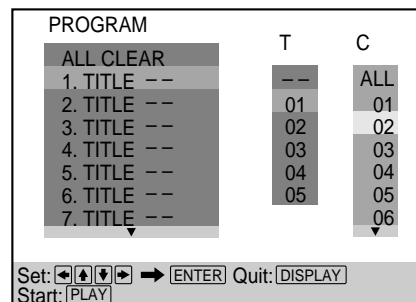 PROGRAM
T C
ALL CLEAR
1. TITLE – –
2. TITLE – –
3. TITLE – –
4. TITLE – –
5. TITLE – –
6. TITLE – –
7. TITLE – –
– –
01
02
03
04
05
ALL
01
02
03
04
05
06
Set: ←↑↓→ ➡ ENTER Quit: DISPLAY
Start: PLAY